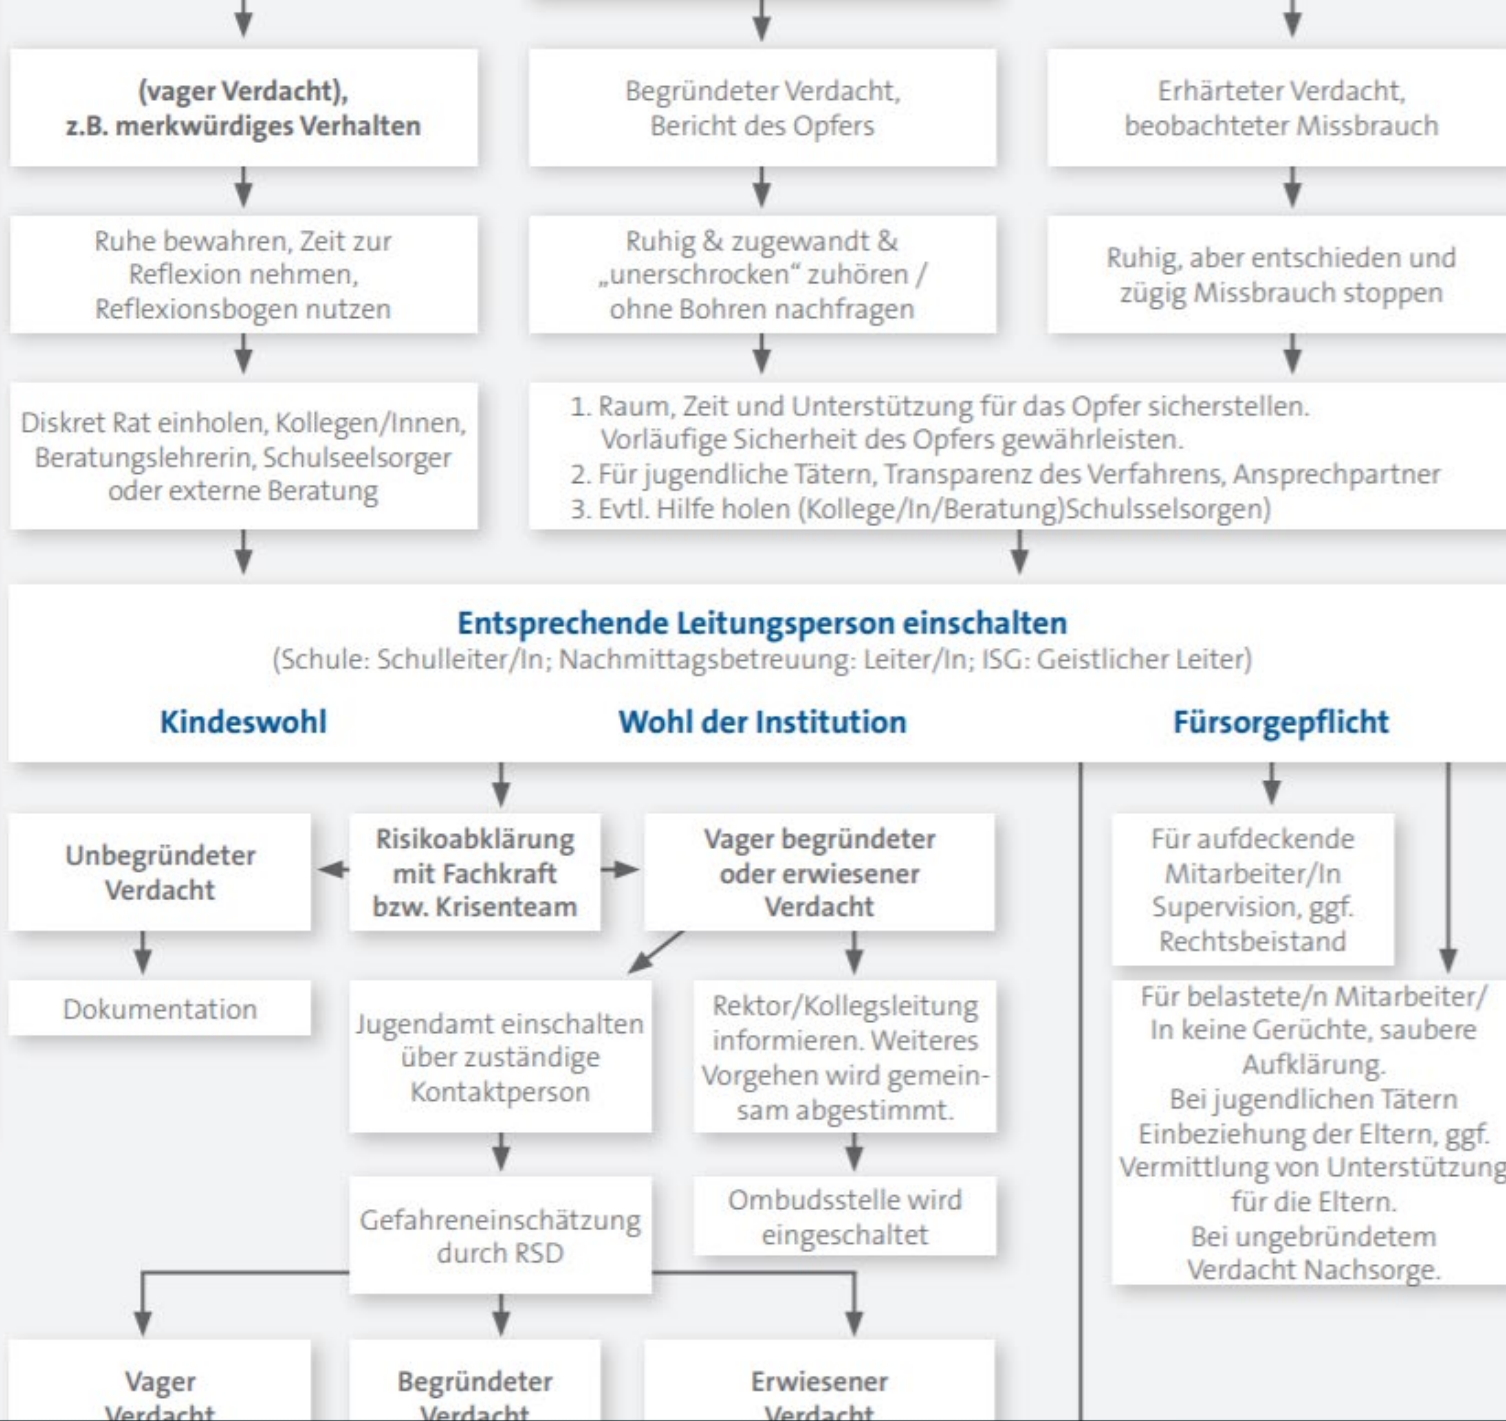 (vager Verdacht),
z.B. merkwürdiges Verhalten
Begründeter Verdacht,
Bericht des Opfers
Erhärteter Verdacht,
beobachteter Missbrauch
Ruhe bewahren, Zeit zur
Reflexion nehmen,
Reflexionsbogen nutzen
Ruhig & zugewandt &
„unerschrocken“ zuhören /
ohne Bohren nachfragen
Ruhig, aber entschieden und
zügig Missbrauch stoppen
Diskret Rat einholen, Kollegen/Innen,
Beratungslehrerin, Schulseelsorger
oder externe Beratung
1. Raum, Zeit und Unterstützung für das Opfer sicherstellen.
Vorläufige Sicherheit des Opfers gewährleisten.
2. Für jugendliche Tätern, Transparenz des Verfahrens, Ansprechpartner
3. Evtl. Hilfe holen (Kollege/In/Beratung)Schulsselsorgen)
Entsprechende Leitungsperson einschalten
(Schule: Schulleiter/In; Nachmittagsbetreuung: Leiter/In; ISG: Geistlicher Leiter)
Kindeswohl
Wohl der Institution
Fürsorgepflicht
Unbegründeter
Verdacht
Risikoabklärung
mit Fachkraft
bzw. Krisenteam
Vager begründeter
oder erwiesener
Verdacht
Für aufdeckende
Mitarbeiter/In
Supervision, ggf.
Rechtsbeistand
Dokumentation
Jugendamt einschalten
über zuständige
Kontaktperson
Rektor/Kollegsleitung
informieren. Weiteres
Vorgehen wird gemein-
sam abgestimmt.
Für belastete/n Mitarbeiter/
In keine Gerüchte, saubere
Aufklärung.
Bei jugendlichen Tätern
Einbeziehung der Eltern, ggf.
Vermittlung von Unterstützung
für die Eltern.
Bei ungebründetem
Verdacht Nachsorge.
Gefahreneinschätzung
durch RSD
Ombudsstelle wird
eingeschaltet
Vager
Verdacht
Begründeter
Verdacht
Erwiesener
Verdacht